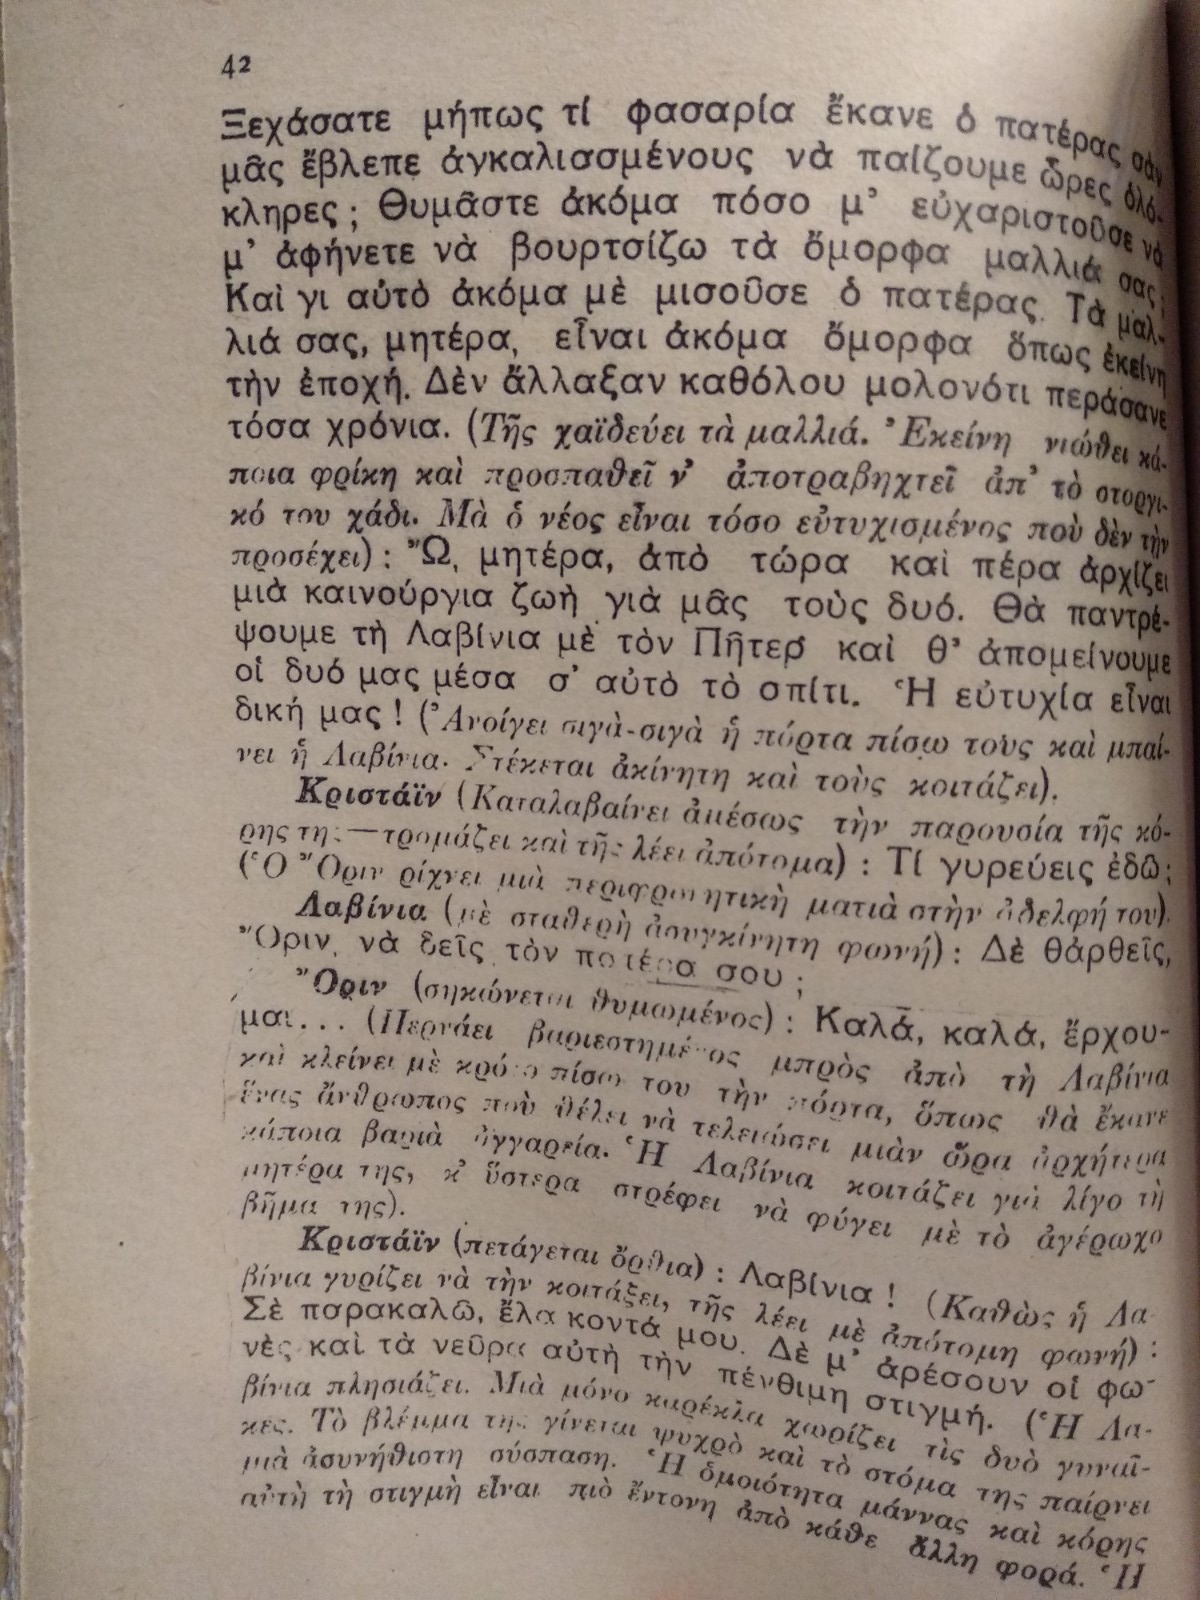 42
Ξεχάσατε μήπως τί φασαρία ἔκανε ὁ πατέρας σὰν
μᾶς ἔβλεπε ἀγκαλιασμένους νὰ παίζουμε ὧρες ὁλό-
κληρες ; Θυμᾶστε ἀκόμα πόσο μ' εὐχαριστοῦσε νὰ
μ' ἀφήνετε νὰ βουρτσίζω τὰ ὄμορφα μαλλιά σας ;
Καὶ γι αὐτὸ ἀκόμα μὲ μισοῦσε ὁ πατέρας. Τὰ μαλ-
λιά σας, μητέρα, εἶναι ἀκόμα ὄμορφα ὅπως ἐκείνη
τὴν ἐποχή. Δὲν ἄλλαξαν καθόλου μολονότι περάσανε
τόσα χρόνια. (Τῆς χαϊδεύει τὰ μαλλιά. Ἐκείνη νιώθει κά-
ποια φρίκη καὶ προσπαθεῖ ν' ἀποτραβηχτεῖ ἀπ' τὸ στοργι-
κό του χάδι. Μὰ ὁ νέος εἶναι τόσο εὐτυχισμένος ποὺ δὲν τὴν
προσέχει) : Ὢ, μητέρα, ἀπὸ τώρα καὶ πέρα ἀρχίζει
μιὰ καινούργια ζωὴ γιὰ μᾶς τοὺς δυό. Θὰ παντρέ-
ψουμε τὴ Λαβίνια μὲ τὸν Πῆτερ καὶ θ' ἀπομείνουμε
οἱ δυό μας μέσα σ' αὐτὸ τὸ σπίτι. Ἡ εὐτυχία εἶναι
δική μας ! (Ἀνοίγει σιγὰ-σιγὰ ἡ πόρτα πίσω τοὺς καὶ μπαί-
νει ἡ Λαβίνια. Στέκεται ἀκίνητη καὶ τοὺς κοιτάζει).
Κριστάϊν (Καταλαβαίνει ἀμέσως τὴν παρουσία τῆς κό-
ρης της—τρομάζει καὶ τῆς λέει ἀπότομα) : Τί γυρεύεις ἐδῶ ;
(Ὁ Ὄριν ρίχνει μιὰ περιφρονητικὴ ματιὰ στὴν ἀδελφή του).
Λαβίνια (μὲ σταθερὴ ἀσυγκίνητη φωνή) : Δὲ θἀρθεῖς,
Ὄριν, νὰ δεῖς τὸν πατέρα σου ;
Ὄριν (σηκώνεται θυμωμένος) : Καλά, καλά, ἔρχου-
μαι... (Περνάει βαριεστημένος μπρὸς ἀπὸ τὴ Λαβίνια
καὶ κλείνει μὲ κρότο πίσω του τὴν πόρτα, ὅπως θὰ ἔκανε
ἕνας ἄνθρωπος ποὺ θέλει νὰ τελειώσει μιὰν ὥρα ἀρχήτερα
κάποια βαριὰ ἀγγαρεία. Ἡ Λαβίνια κοιτάζει γιὰ λίγο τὴ
μητέρα της, κ' ὕστερα στρέφει νὰ φύγει μὲ τὸ ἀγέρωχο
βῆμα της).
Κριστάϊν (πετάγεται ὄρθια) : Λαβίνια ! (Καθὼς ἡ Λα-
βίνια γυρίζει νὰ τὴν κοιτάξει, τῆς λέει μὲ ἀπότομη φωνή) :
Σὲ παρακαλῶ, ἔλα κοντά μου. Δὲ μ' ἀρέσουν οἱ φω-
νὲς καὶ τὰ νεῦρα αὐτὴ τὴν πένθιμη στιγμή. (Ἡ Λα-
βίνια πλησιάζει. Μιὰ μόνο καρέκλα χωρίζει τὶς δυὸ γυναῖ-
κες. Τὸ βλέμμα της γίνεται ψυχρὸ καὶ τὸ στόμα της παίρνει
μιὰ ἀσυνήθιστη σύσπαση. Ἡ ὁμοιότητα μάννας καὶ κόρης
αὐτὴ τὴ στιγμὴ εἶναι πιὸ ἔντονη ἀπὸ κάθε ἄλλη φορά. Ἡ